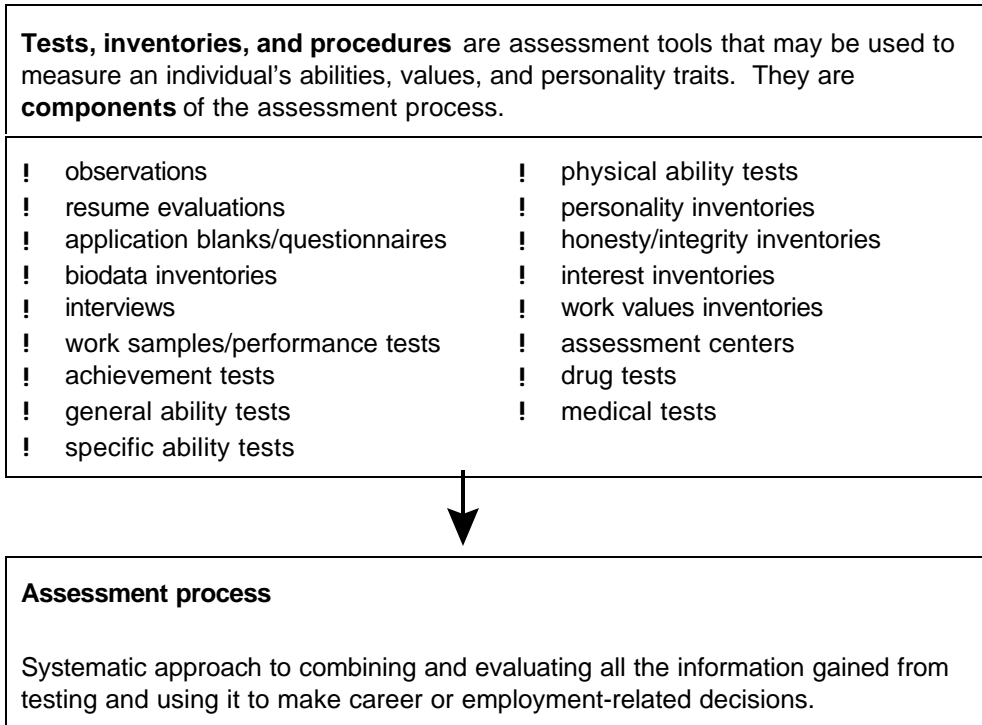 Tests, inventories, and procedures are assessment tools that may be used to
measure an individual’s abilities, values, and personality traits. They are
components of the assessment process.
! observations
! resume evaluations
! application blanks/questionnaires
! biodata inventories
! interviews
! work samples/performance tests
! achievement tests
! general ability tests
! specific ability tests
! physical ability tests
! personality inventories
! honesty/integrity inventories
! interest inventories
! work values inventories
! assessment centers
! drug tests
! medical tests
Assessment process
Systematic approach to combining and evaluating all the information gained from
testing and using it to make career or employment-related decisions.